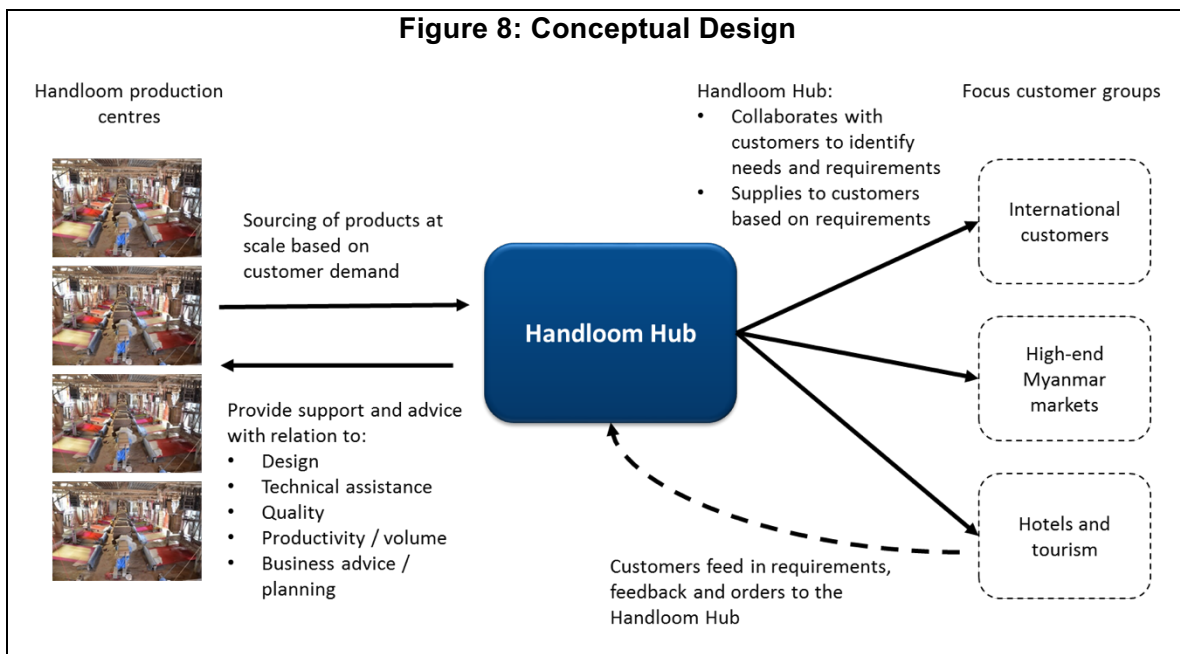 Figure 8: Conceptual Design
Handloom production
centres
Sourcing of products at
scale based on
customer demand
Provide support and advice
with relation to:
• Design
• Technical assistance
• Quality
• Productivity / volume
• Business advice /
planning
Handloom Hub
Handloom Hub:
• Collaborates with
customers to identify
needs and requirements
• Supplies to customers
based on requirements
Focus customer groups
International
customers
High-end
Myanmar
markets
Hotels and
tourism
Customers feed in requirements,
feedback and orders to the
Handloom Hub